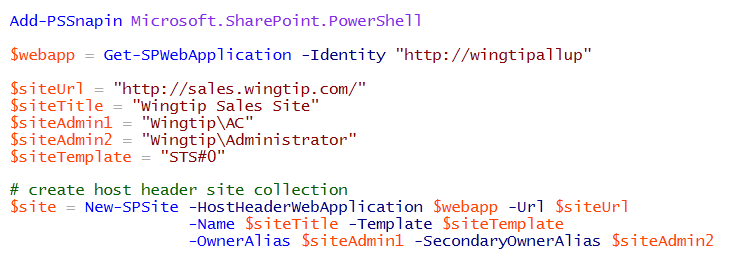 Add-PSSnapin Microsoft.SharePoint.PowerShell
$webapp = Get-SPWebApplication -Identity "http://wingtipallup"
$siteUrl = "http://sales.wingtip.com/"
$siteTitle = "Wingtip Sales Site"
$siteAdmin1 = "Wingtip\AC"
$siteAdmin2 = "Wingtip\Administrator"
$siteTemplate = "STS#0"
# create host header site collection
$site = New-SPSite -HostHeaderWebApplication $webapp -Url $siteUrl
-Name $siteTitle -Template $siteTemplate
-OwnerAlias $siteAdmin1 -SecondaryOwnerAlias $siteAdmin2